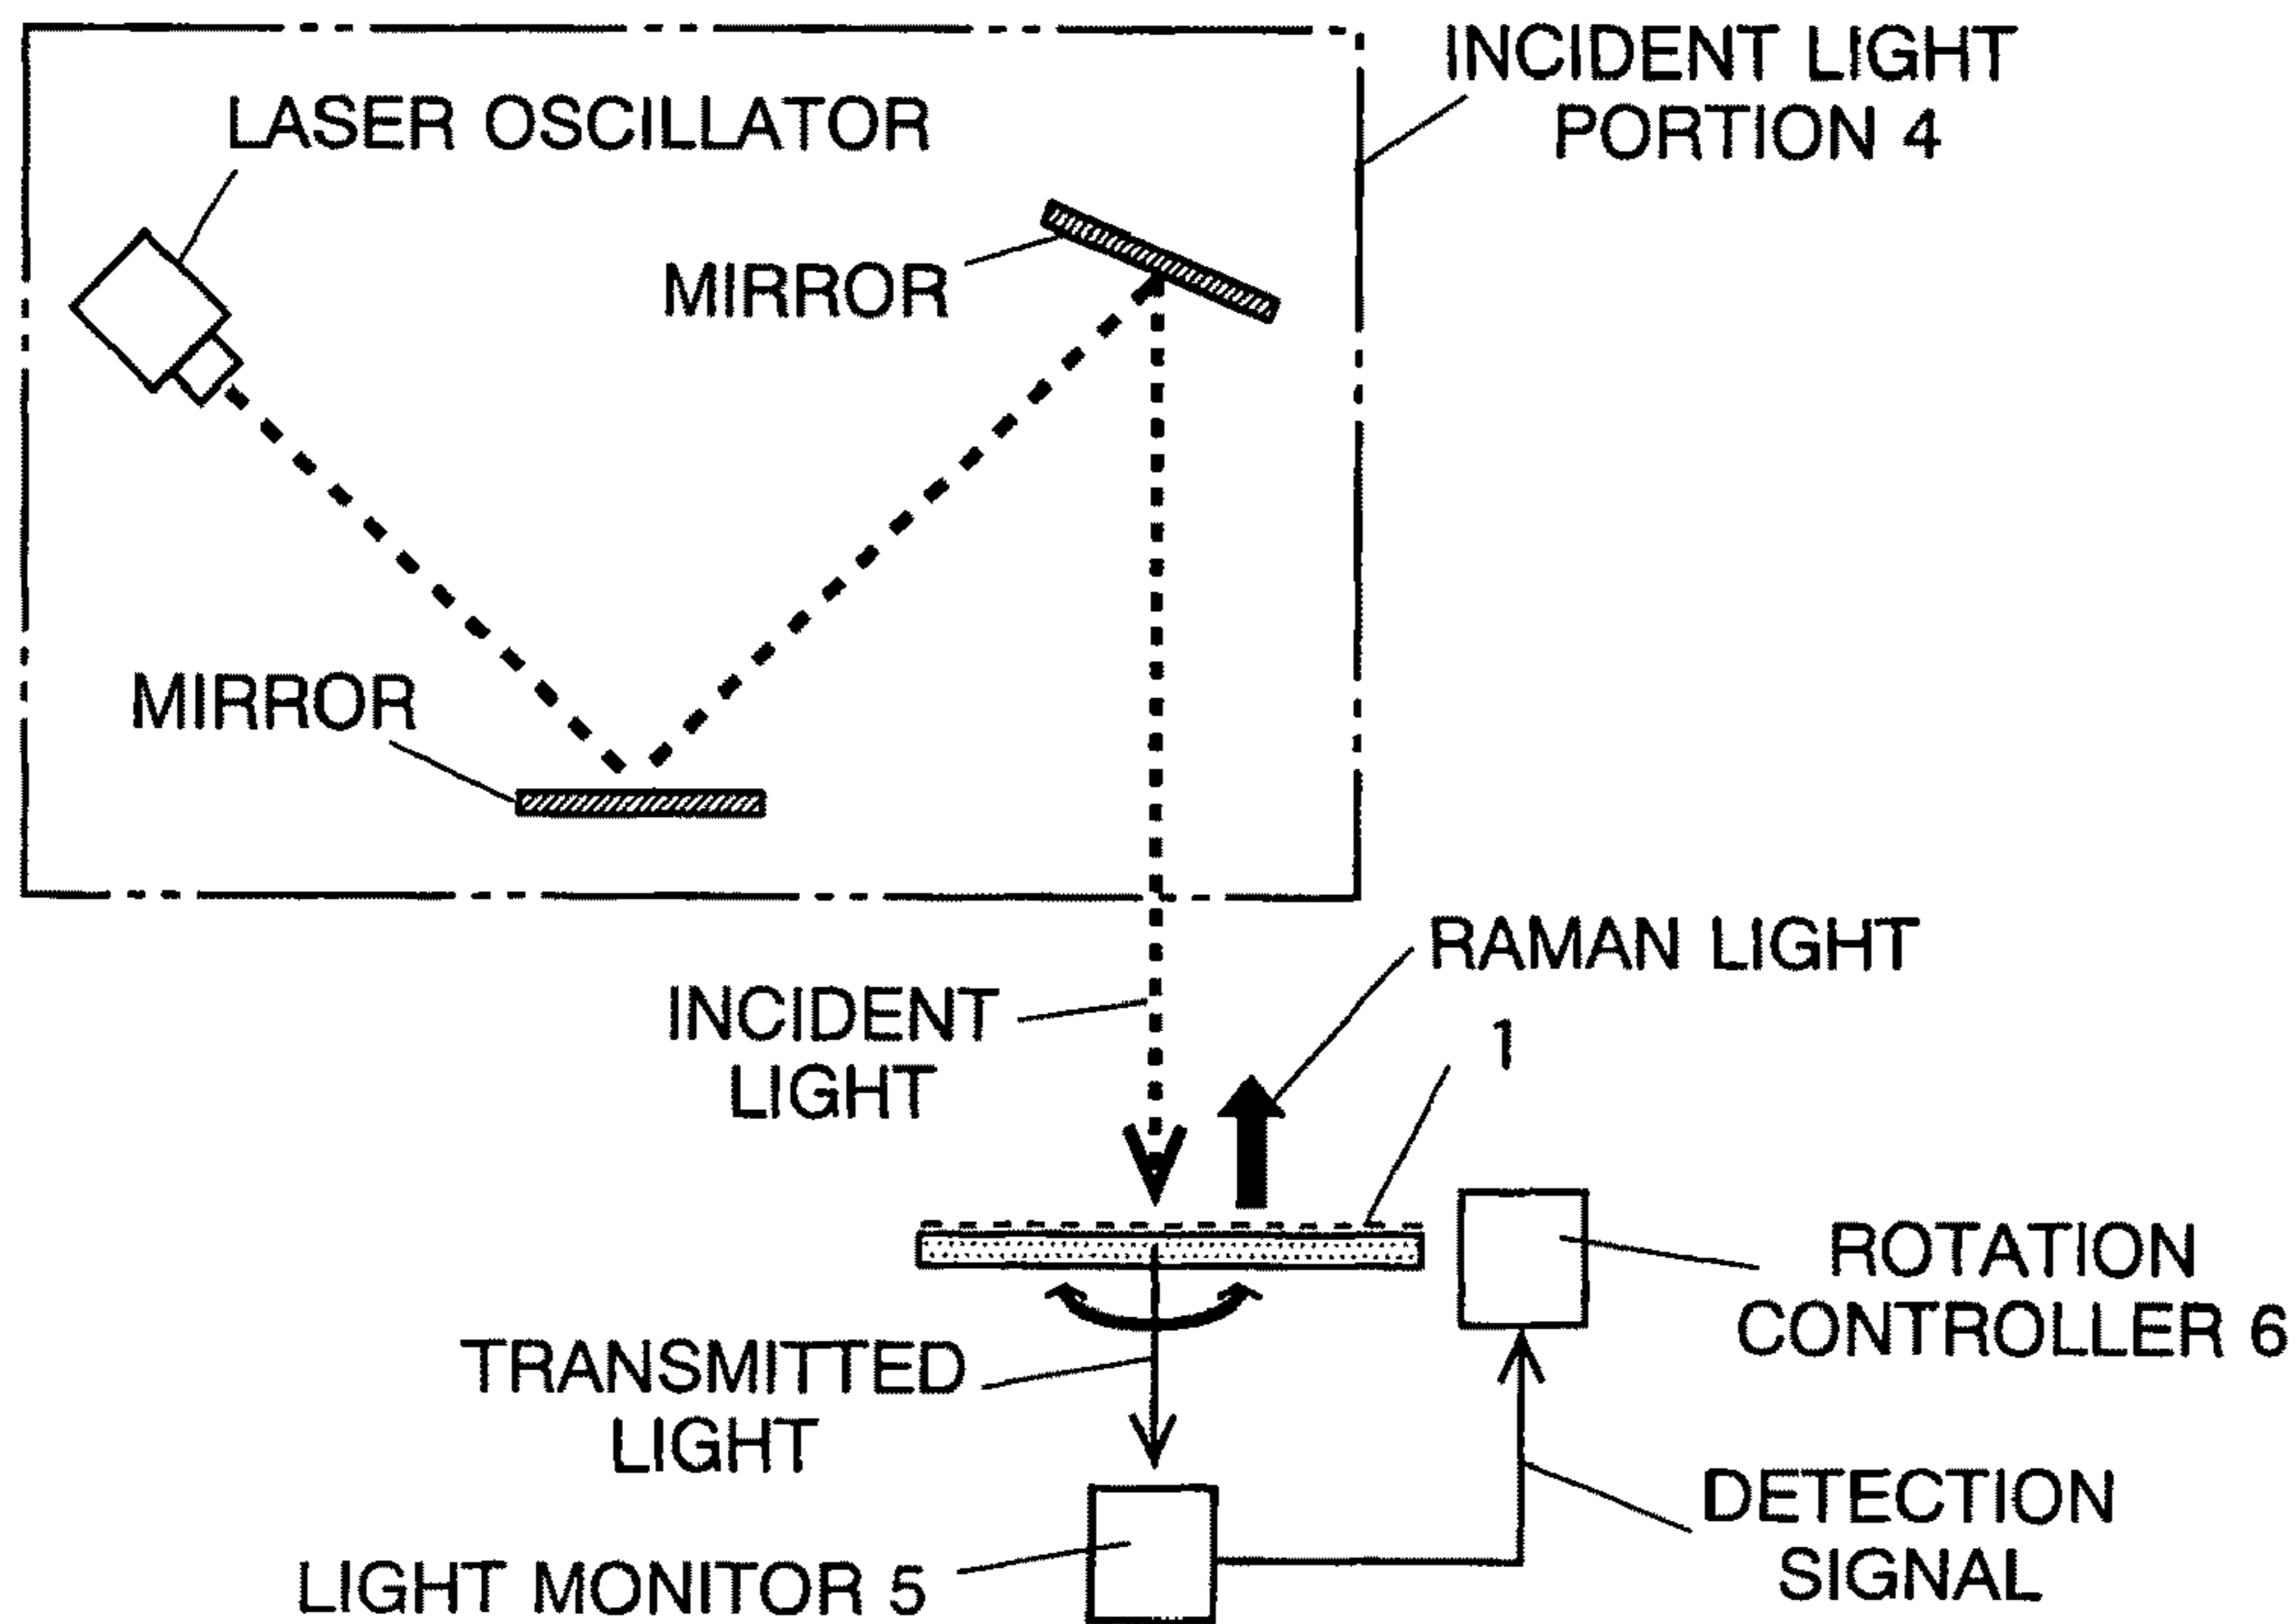 INCIDENT LIGHT
PORTION 4
LASER OSCILLATOR
MIRROR
MIRROR
RAMAN LIGHT
INCIDENT
LIGHT
1
ROTATION
CONTROLLER 6
TRANSMITTED
LIGHT
DETECTION
SIGNAL
LIGHT MONITOR 5